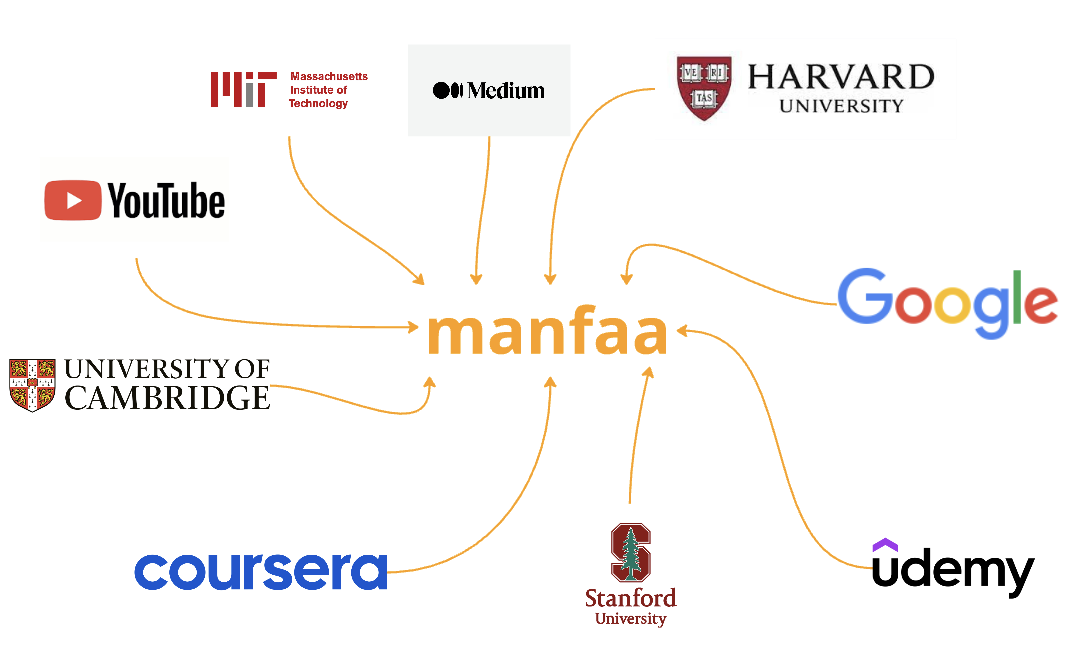 Massachusetts
Institute of
Technology
Medium
VE RI
TAS
HARVARD
UNIVERSITY
YouTube
Google
manfaa
UNIVERSITY OF
CAMBRIDGE
coursera
S
Stanford
University
udemy